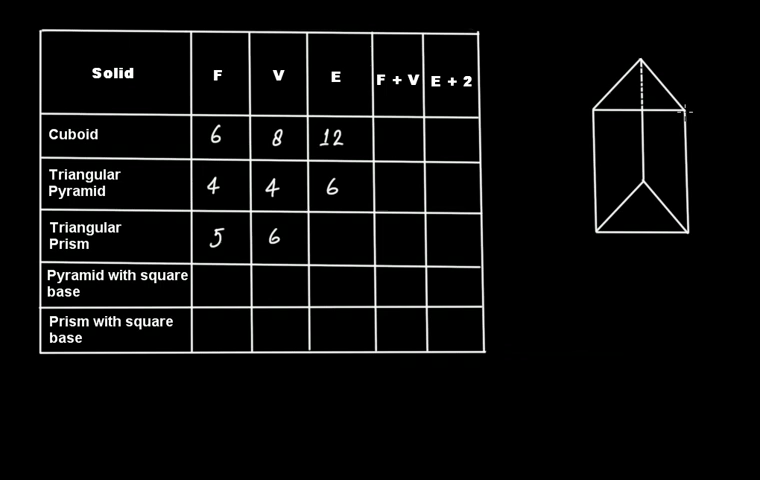 Solid F V E F + V E + 2
Cuboid 6 8 12
Triangular
Pyramid 4 4 6
Triangular
Prism 5 6
Pyramid with square
base
Prism with square
base